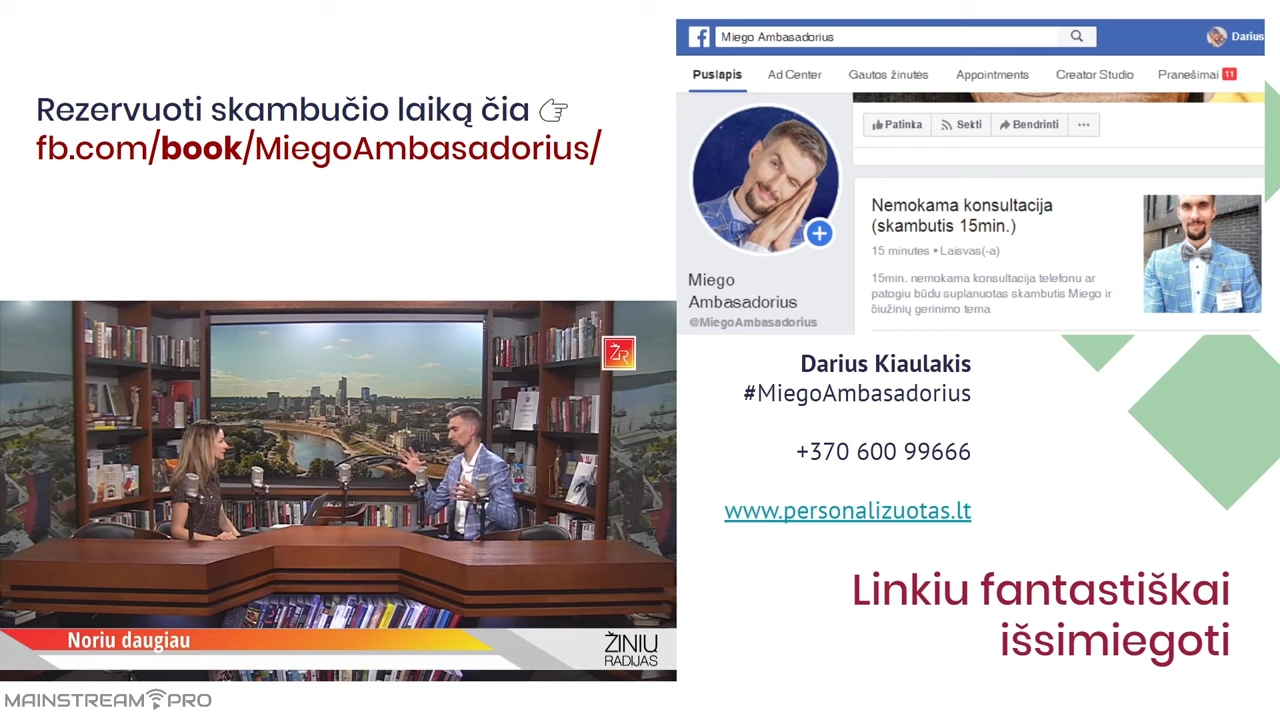 Rezervuoti skambučio laiką čia
fb.com/book/MiegoAmbasadorius/
Miego Ambasadorius
Darius
Puslapis
Ad Center
Gautos žinutės
Appointments
Creator Studio
Pranešimai 11
Patinka
Sekti
Bendrinti
Nemokama konsultacija
(skambutis 15min.)
15 minutes • Laisvas(-a)
15min. nemokama konsultacija telefonu ar
patogiu būdu suplanuotas skambutis Miego ir
čiužinių gerinimo tema
Miego
Ambasadorius
@MiegoAmbasadorius
Darius Kiaulakis
#MiegoAmbasadorius
+370 600 99666
www.personalizuotas.lt
Linkiu fantastiškai
išsimiegoti
ŽR
Noriu daugiau
ŽINIŲ
RADIJAS
MAINSTREAM PRO